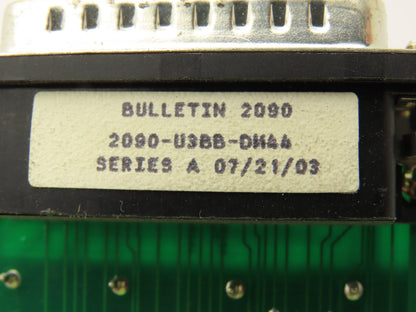 BULLETIN 2090
2090-U3BB-DM44
SERIES A 07/21/03